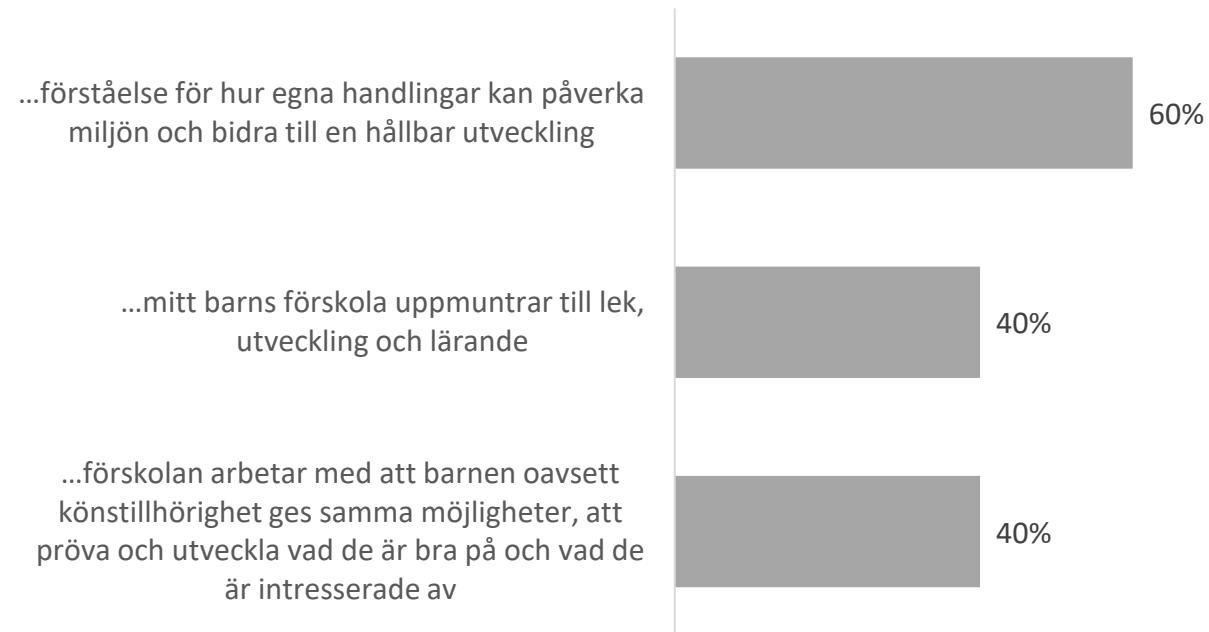 …förståelse för hur egna handlingar kan påverka
miljön och bidra till en hållbar utveckling
60%
…mitt barns förskola uppmuntrar till lek,
utveckling och lärande
40%
…förskolan arbetar med att barnen oavsett
könstillhörighet ges samma möjligheter, att
pröva och utveckla vad de är bra på och vad de
är intresserade av
40%